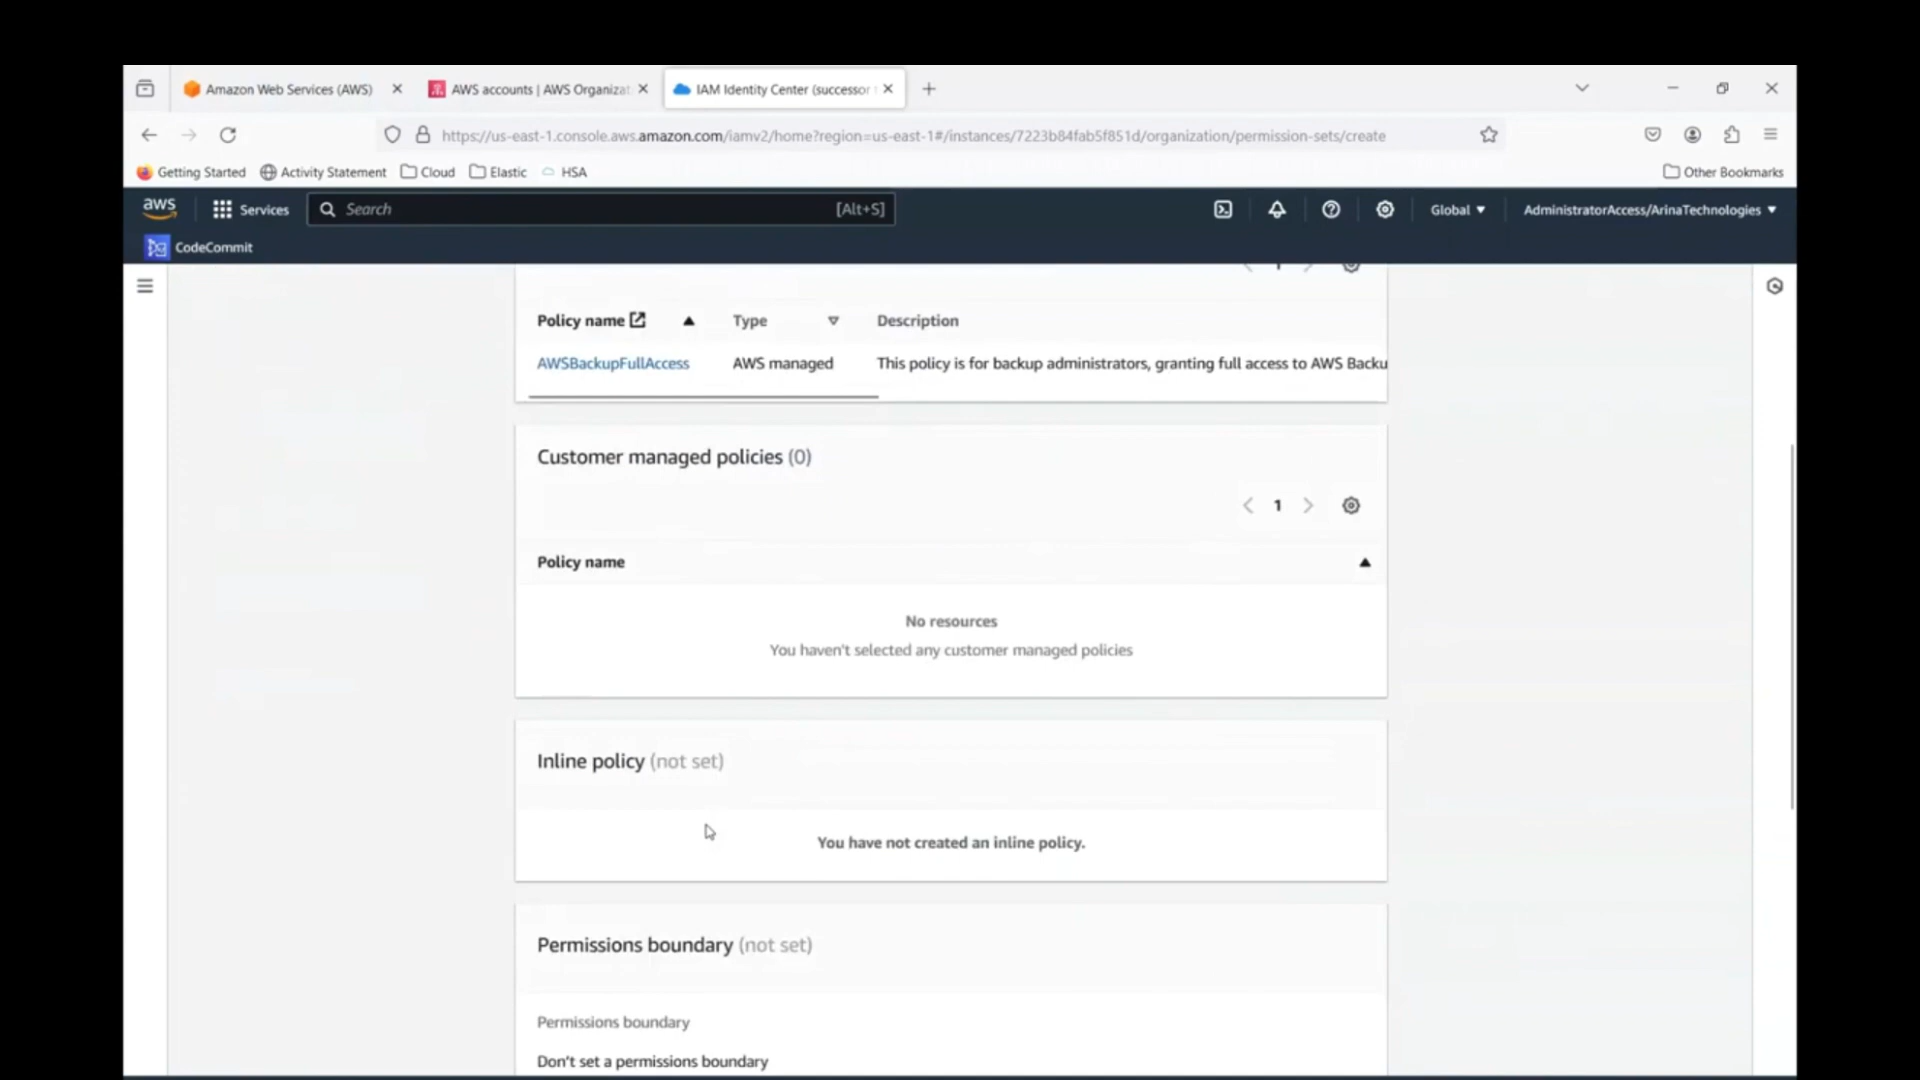 Amazon Web Services (AWS)
AWS accounts | AWS Organizat
IAM Identity Center (successor t
https://us-east-1.console.aws.amazon.com/iamv2/home?region=us-east-1#/instances/7223b84fab5f851d/organization/permission-sets/create
Getting Started Activity Statement Cloud Elastic HSA Other Bookmarks
aws Services Search [Alt+S] Global AdministratorAccess/ArinaTechnologies
CodeCommit
Policy name Type Description
AWSBackupFullAccess AWS managed This policy is for backup administrators, granting full access to AWS Backu
Customer managed policies (0)
1
Policy name
No resources
You haven't selected any customer managed policies
Inline policy (not set)
You have not created an inline policy.
Permissions boundary (not set)
Permissions boundary
Don't set a permissions boundary